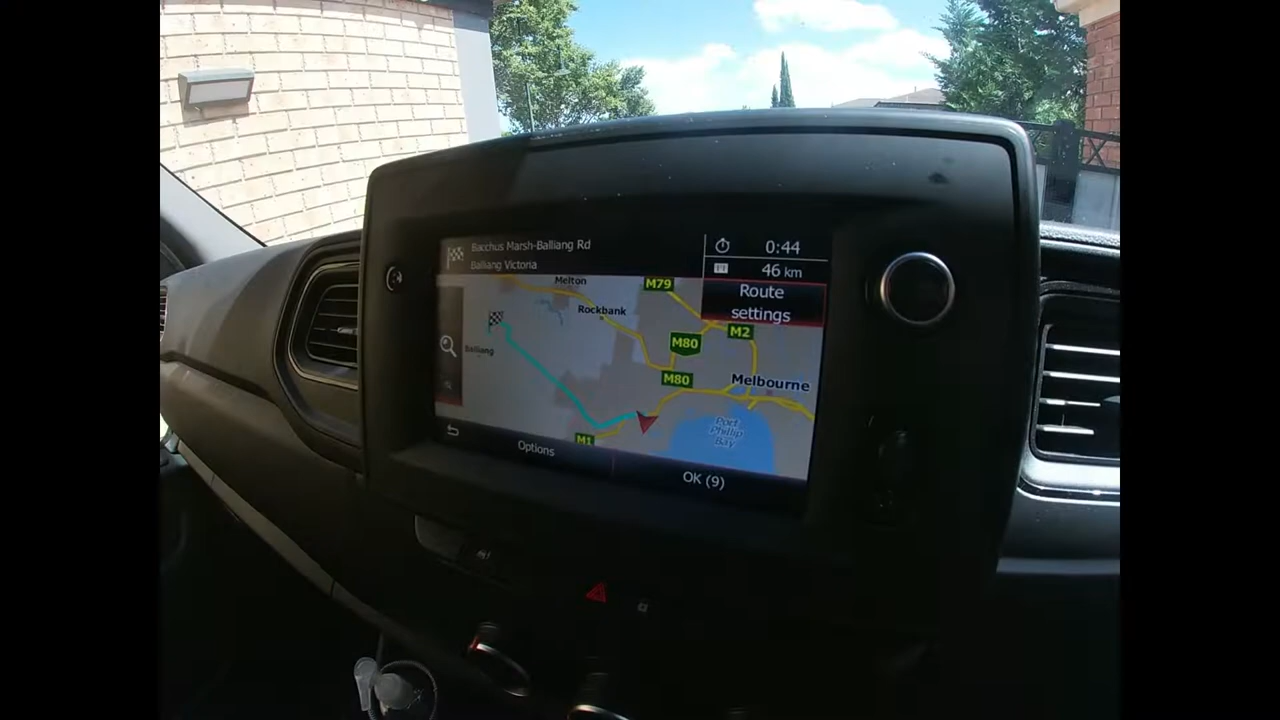 Bacchus Marsh-Balliang Rd
Balliang Victoria
0:44
46 km
Route
settings
Melton
M79
Rockbank
M2
M80
Balliang
M80
Melbourne
Port
Phillip
Bay
M1
Options
OK (9)